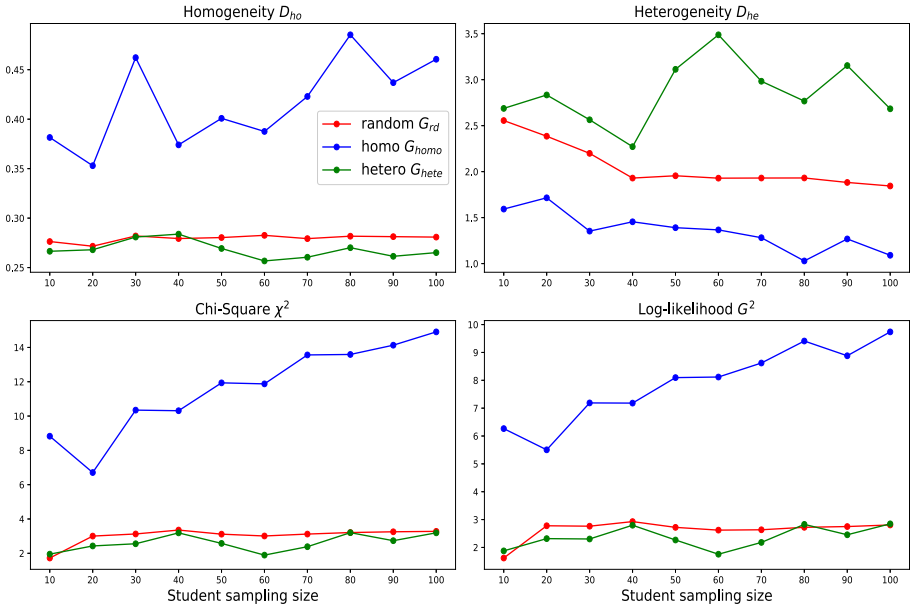 Homogeneity D_ho
0.45
0.40
0.35
0.30
0.25
10 20 30 40 50 60 70 80 90 100
random G_rd
homo G_homo
hetero G_hete
Heterogeneity D_he
3.5
3.0
2.5
2.0
1.5
1.0
10 20 30 40 50 60 70 80 90 100
Chi-Square χ²
14
12
10
8
6
4
2
10 20 30 40 50 60 70 80 90 100
Student sampling size
Log-likelihood G²
10
9
8
7
6
5
4
3
2
10 20 30 40 50 60 70 80 90 100
Student sampling size